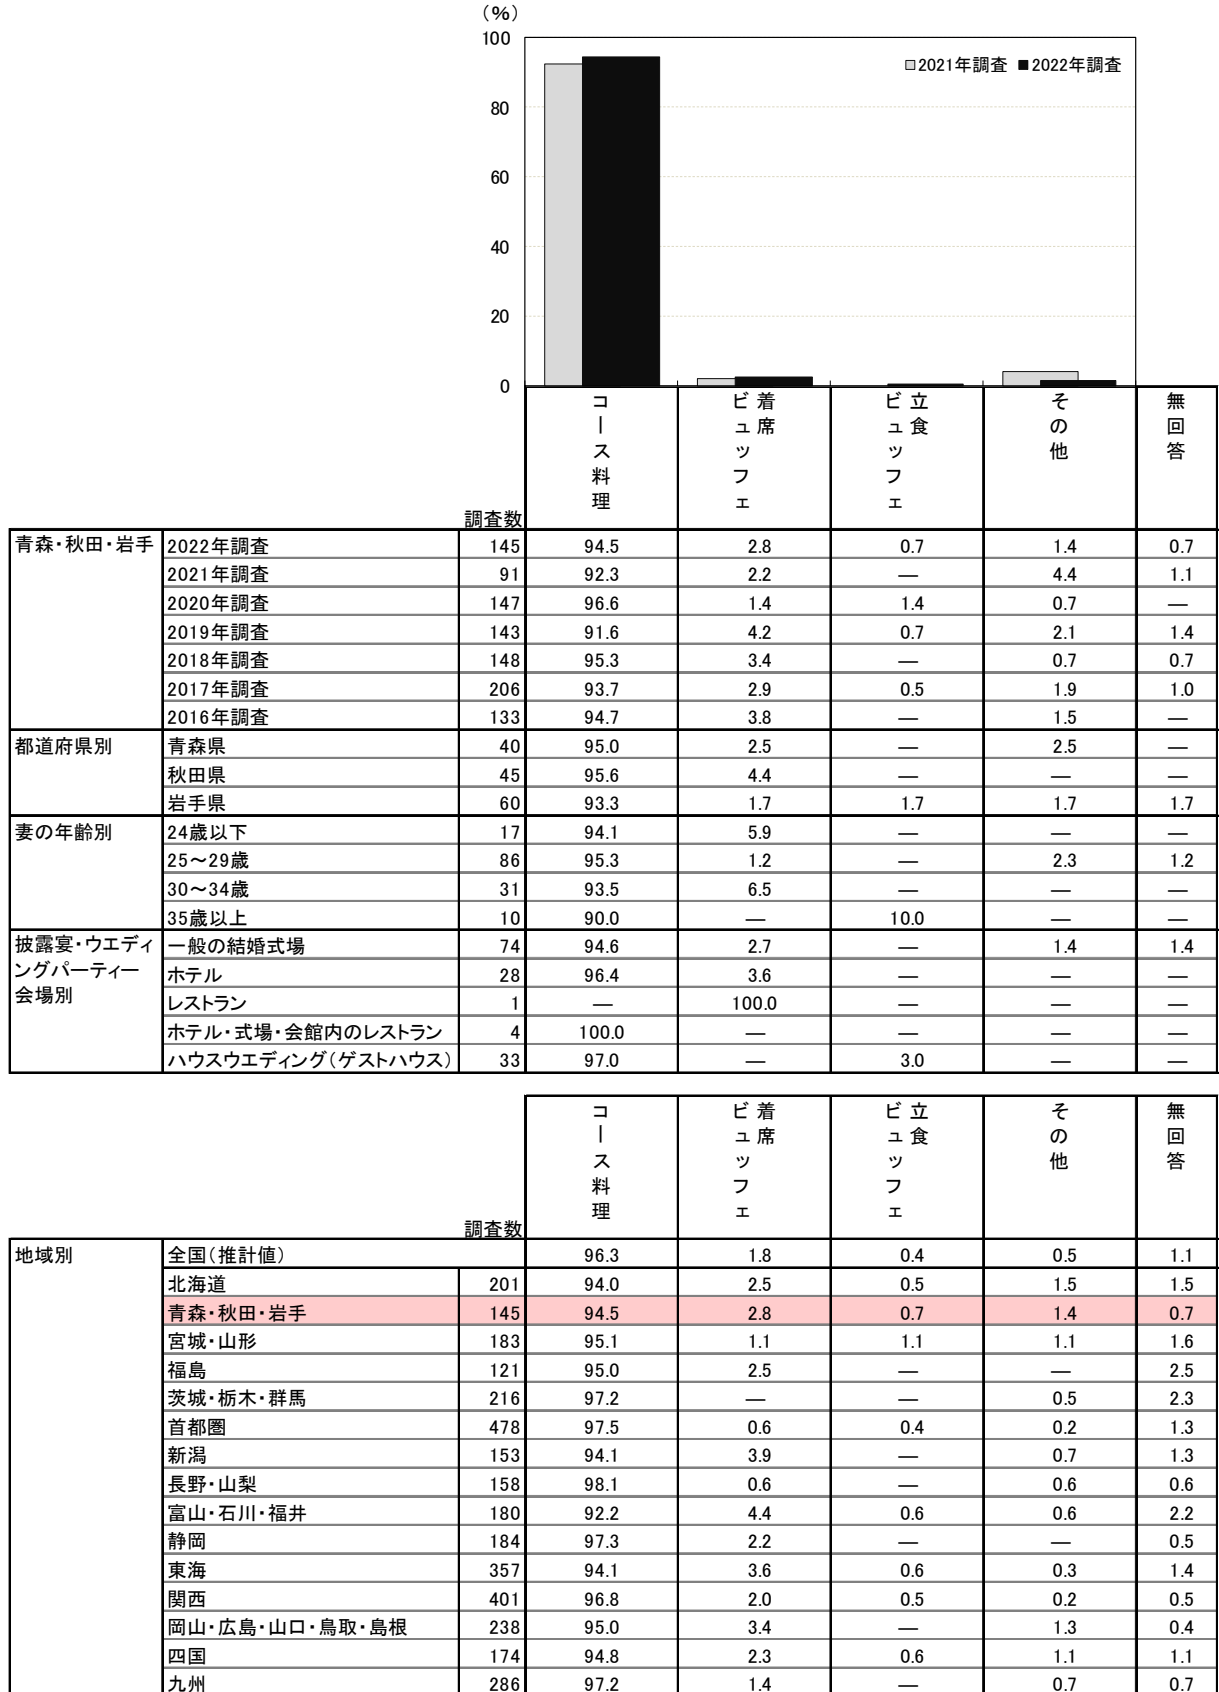 （%）
100
□2021年調査 ■2022年調査
80
60
40
20
0
調査数 コース料理 着席ビュッフェ 立食ビュッフェ その他 無回答
青森・秋田・岩手 2022年調査 145 94.5 2.8 0.7 1.4 0.7
2021年調査 91 92.3 2.2 ― 4.4 1.1
2020年調査 147 96.6 1.4 1.4 0.7 ―
2019年調査 143 91.6 4.2 0.7 2.1 1.4
2018年調査 148 95.3 3.4 ― 0.7 0.7
2017年調査 206 93.7 2.9 0.5 1.9 1.0
2016年調査 133 94.7 3.8 ― 1.5 ―
都道府県別 青森県 40 95.0 2.5 ― 2.5 ―
秋田県 45 95.6 4.4 ― ― ―
岩手県 60 93.3 1.7 1.7 1.7 1.7
妻の年齢別 24歳以下 17 94.1 5.9 ― ― ―
25～29歳 86 95.3 1.2 ― 2.3 1.2
30～34歳 31 93.5 6.5 ― ― ―
35歳以上 10 90.0 ― 10.0 ― ―
披露宴・ウエディングパーティー会場別 一般の結婚式場 74 94.6 2.7 ― 1.4 1.4
ホテル 28 96.4 3.6 ― ― ―
レストラン 1 ― 100.0 ― ― ―
ホテル・式場・会館内のレストラン 4 100.0 ― ― ― ―
ハウスウエディング（ゲストハウス） 33 97.0 ― 3.0 ― ―
調査数 コース料理 着席ビュッフェ 立食ビュッフェ その他 無回答
地域別 全国（推計値） 96.3 1.8 0.4 0.5 1.1
北海道 201 94.0 2.5 0.5 1.5 1.5
青森・秋田・岩手 145 94.5 2.8 0.7 1.4 0.7
宮城・山形 183 95.1 1.1 1.1 1.1 1.6
福島 121 95.0 2.5 ― ― 2.5
茨城・栃木・群馬 216 97.2 ― ― 0.5 2.3
首都圏 478 97.5 0.6 0.4 0.2 1.3
新潟 153 94.1 3.9 ― 0.7 1.3
長野・山梨 158 98.1 0.6 ― 0.6 0.6
富山・石川・福井 180 92.2 4.4 0.6 0.6 2.2
静岡 184 97.3 2.2 ― ― 0.5
東海 357 94.1 3.6 0.6 0.3 1.4
関西 401 96.8 2.0 0.5 0.2 0.5
岡山・広島・山口・鳥取・島根 238 95.0 3.4 ― 1.3 0.4
四国 174 94.8 2.3 0.6 1.1 1.1
九州 286 97.2 1.4 ― 0.7 0.7